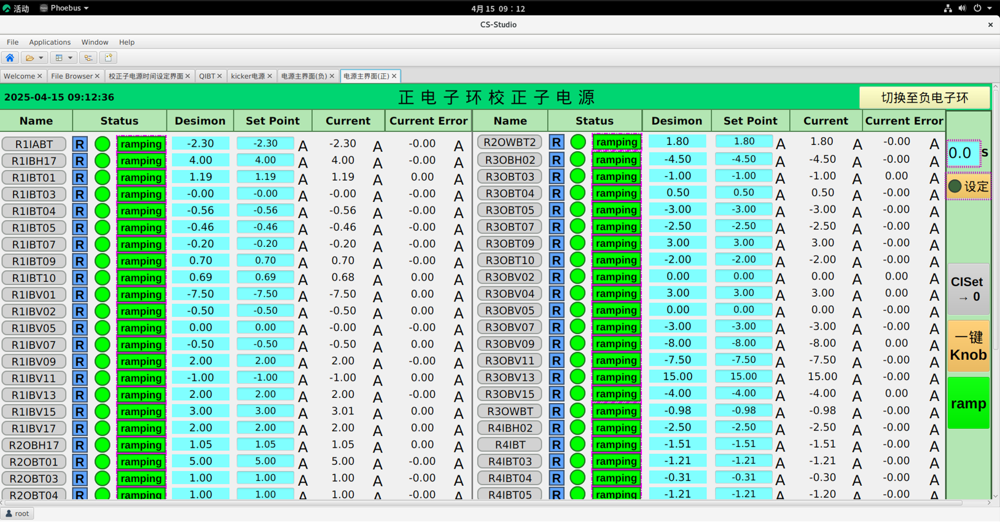 活动 Phoebus 4月 15 09：12
CS-Studio
File Applications Window Help
Welcome File Browser 校正子电源时间设定界面 QIBT kicker电源 电源主界面(负) 电源主界面(正)
2025-04-15 09:12:36 正电子环校正子电源 切换至负电子环
Name Status Desimon Set Point Current Current Error Name Status Desimon Set Point Current Current Error
R1IABT R ramping -2.30 -2.30 A -2.30 A -0.00 A R2OWBT2 R ramping 1.80 1.80 A 1.80 A -0.00 A
R1IBH17 R ramping 4.00 4.00 A 4.00 A -0.00 A R3OBH02 R ramping -4.50 -4.50 A -4.50 A -0.00 A
R1IBT01 R ramping 1.19 1.19 A 1.19 A 0.00 A R3OBT03 R ramping -1.00 -1.00 A -1.00 A 0.00 A
R1IBT03 R ramping -0.00 -0.00 A -0.00 A -0.00 A R3OBT04 R ramping 0.50 0.50 A 0.50 A -0.00 A
R1IBT04 R ramping -0.56 -0.56 A -0.56 A -0.00 A R3OBT05 R ramping -3.00 -3.00 A -3.00 A -0.00 A
R1IBT05 R ramping -0.46 -0.46 A -0.46 A -0.00 A R3OBT07 R ramping -2.50 -2.50 A -2.50 A -0.00 A
R1IBT07 R ramping -0.20 -0.20 A -0.20 A -0.00 A R3OBT09 R ramping 3.00 3.00 A 3.00 A -0.00 A
R1IBT09 R ramping 0.70 0.70 A 0.70 A -0.00 A R3OBT10 R ramping -2.00 -2.00 A -2.00 A -0.00 A
R1IBT10 R ramping 0.69 0.69 A 0.68 A 0.00 A R3OBV02 R ramping 0.00 0.00 A 0.00 A 0.00 A
R1IBV01 R ramping -7.50 -7.50 A -7.50 A 0.00 A R3OBV04 R ramping 3.00 3.00 A 3.00 A 0.00 A
R1IBV02 R ramping -0.50 -0.50 A -0.50 A 0.00 A R3OBV05 R ramping 0.00 0.00 A 0.00 A -0.00 A
R1IBV05 R ramping 0.00 0.00 A -0.00 A -0.00 A R3OBV07 R ramping -3.00 -3.00 A -3.00 A -0.00 A
R1IBV07 R ramping -0.50 -0.50 A -0.50 A 0.00 A R3OBV09 R ramping -8.00 -8.00 A -8.00 A 0.00 A
R1IBV09 R ramping 2.00 2.00 A 2.00 A 0.00 A R3OBV11 R ramping -7.50 -7.50 A -7.50 A -0.00 A
R1IBV11 R ramping -1.00 -1.00 A -1.00 A 0.00 A R3OBV13 R ramping 15.00 15.00 A 15.00 A -0.00 A
R1IBV13 R ramping 2.00 2.00 A 2.00 A -0.00 A R3OBV15 R ramping -4.00 -4.00 A -4.00 A 0.00 A
R1IBV15 R ramping 3.00 3.00 A 3.01 A 0.00 A R3OWBT R ramping -0.98 -0.98 A -0.98 A -0.00 A
R1IBV17 R ramping 2.00 2.00 A 2.00 A 0.00 A R4IBH02 R ramping -2.50 -2.50 A -2.50 A -0.00 A
R2OBH17 R ramping 1.05 1.05 A 1.05 A 0.00 A R4IBT R ramping -1.51 -1.51 A -1.51 A -0.00 A
R2OBT01 R ramping 5.00 5.00 A 5.00 A -0.00 A R4IBT03 R ramping -1.21 -1.21 A -1.21 A -0.00 A
R2OBT03 R ramping 1.00 1.00 A 1.00 A -0.00 A R4IBT04 R ramping -0.31 -0.31 A -0.30 A -0.00 A
R2OBT04 R ramping 1.00 1.00 A 1.00 A -0.00 A R4IBT05 R ramping -1.21 -1.21 A -1.20 A -0.00 A
0.0 s
设定
CISet
→ 0
一键
Knob
ramp
root